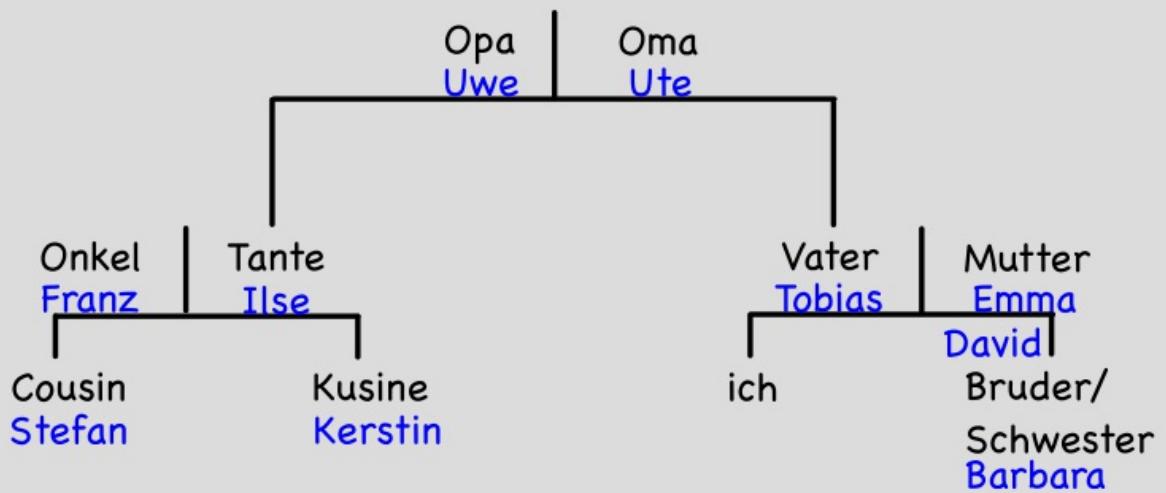 Opa Oma
Uwe Ute
Onkel Tante Vater Mutter
Franz Ilse Tobias Emma
David
Cousin Kusine ich Bruder/
Stefan Kerstin Schwester
Barbara